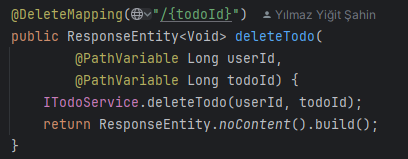 @DeleteMapping("/{todoId}") Yılmaz Yiğit Şahin
public ResponseEntity<Void> deleteTodo(
@PathVariable Long userId,
@PathVariable Long todoId) {
ITodoService.deleteTodo(userId, todoId);
return ResponseEntity.noContent().build();
}